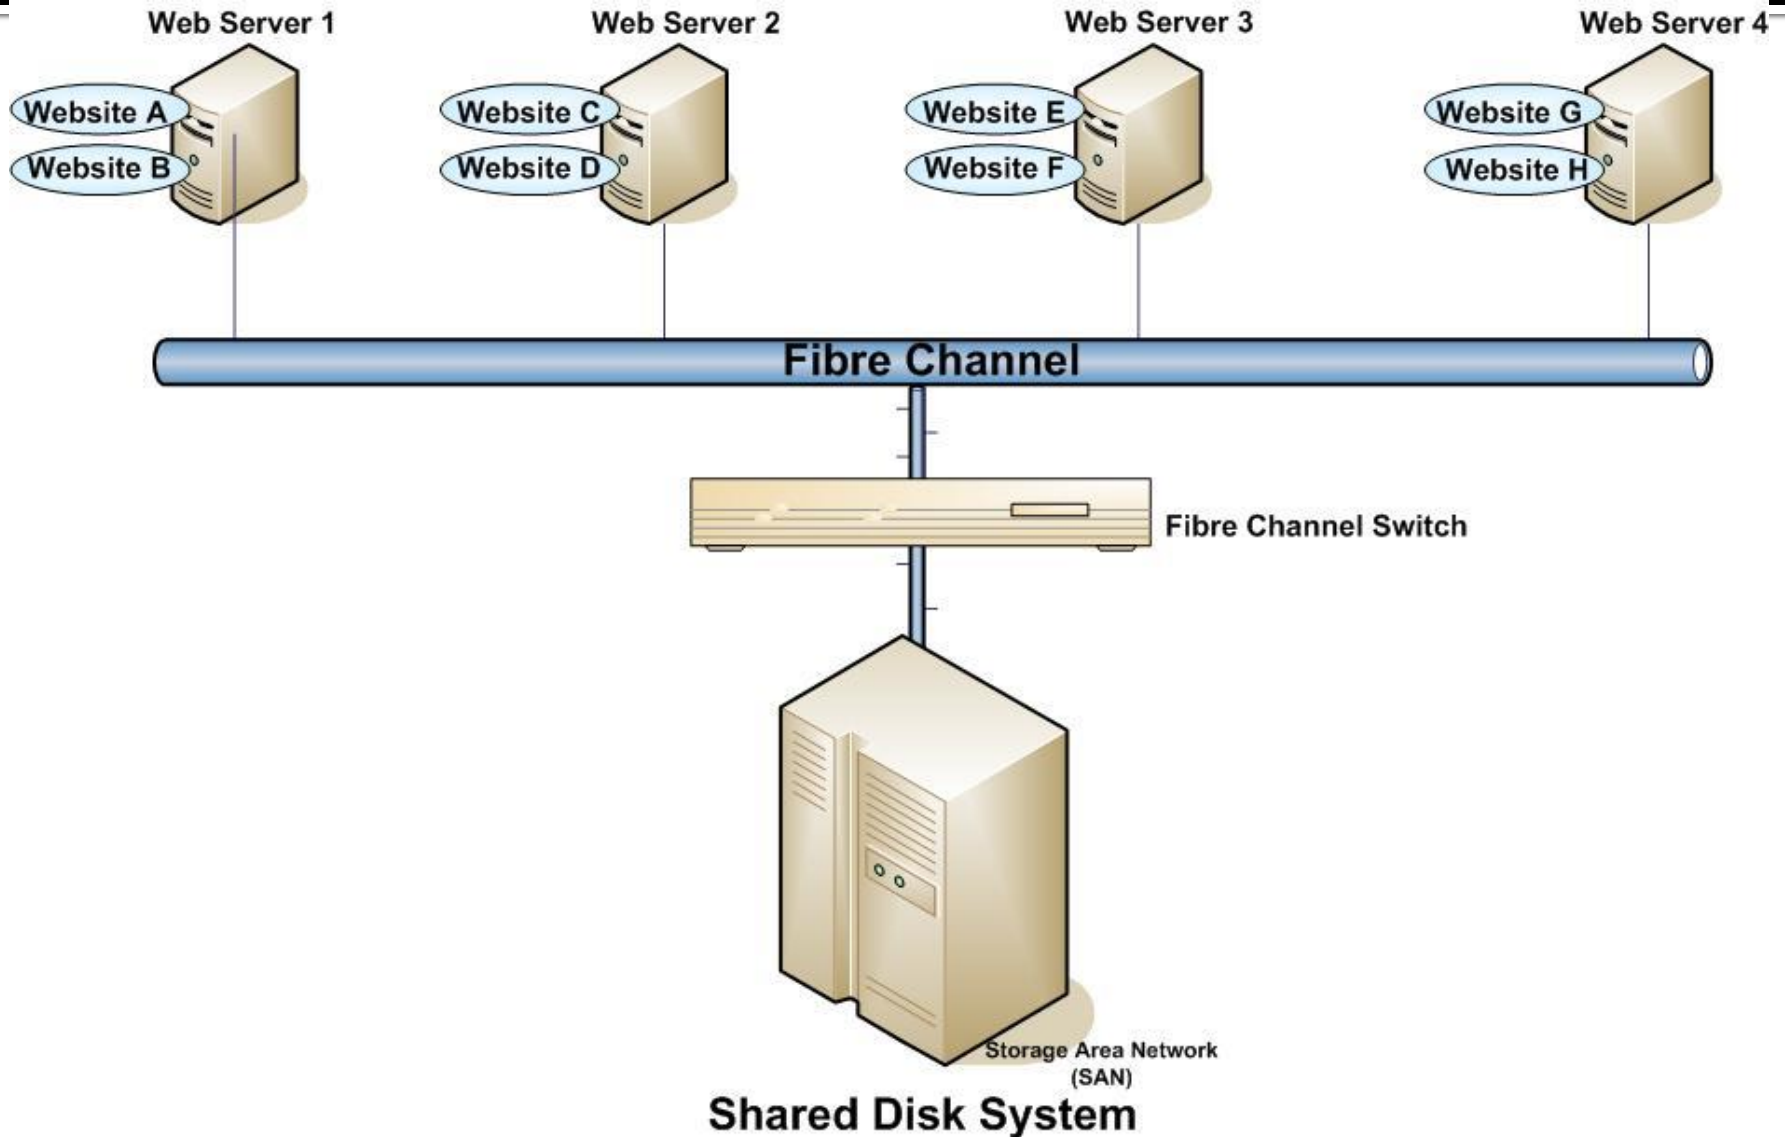 Web Server 1
Web Server 2
Web Server 3
Web Server 4
Website A
Website B
Website C
Website D
Website E
Website F
Website G
Website H
Fibre Channel
Fibre Channel Switch
Storage Area Network
(SAN)
Shared Disk System